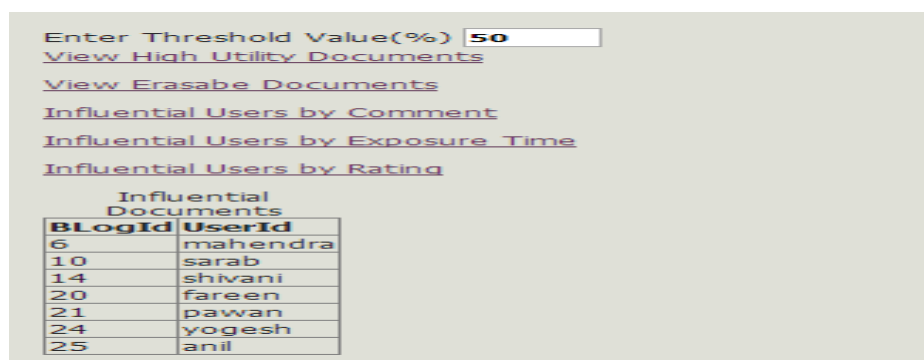 Enter Threshold Value(%) 50
View High Utility Documents
View Erasabe Documents
Influential Users by Comment
Influential Users by Exposure Time
Influential Users by Rating
Influential
Documents
BLogId UserId
6 mahendra
10 sarab
14 shivani
20 fareen
21 pawan
24 yogesh
25 anil